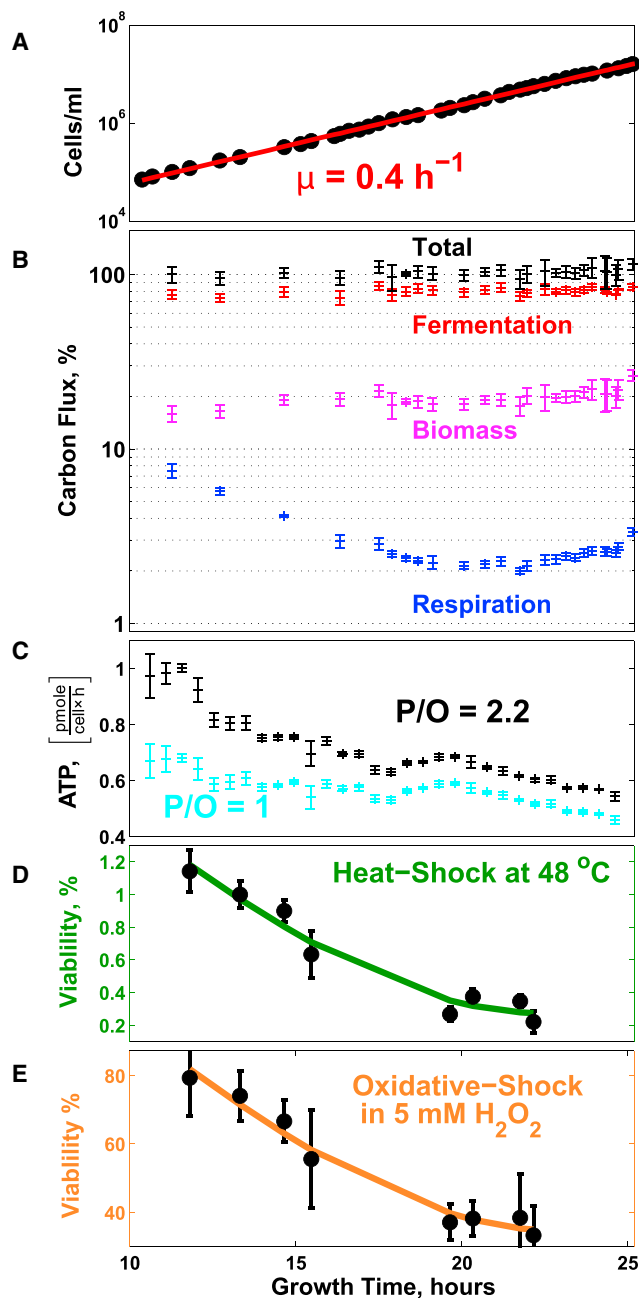 A
10^8
10^6
10^4
Cells/ml
μ = 0.4 h^−1
B
100
10
1
Carbon Flux, %
Total
Fermentation
Biomass
Respiration
C
1
0.8
0.6
0.4
ATP, [pmole / cell×h]
P/O = 2.2
P/O = 1
D
1.2
1
0.8
0.6
0.4
0.2
Viablility, %
Heat−Shock at 48 °C
E
80
60
40
Viablility %
Oxidative−Shock
in 5 mM H₂O₂
10 15 20 25
Growth Time, hours